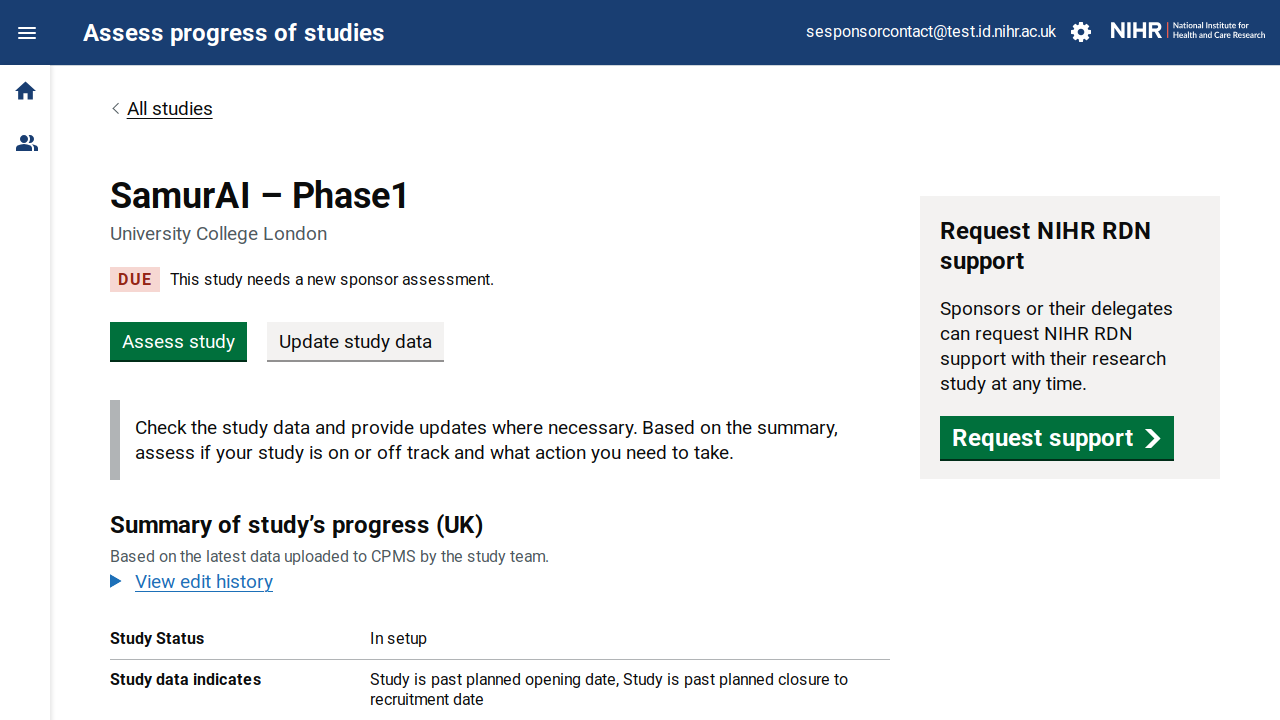 Assess progress of studies
sesponsorcontact@test.id.nihr.ac.uk
NIHR | National Institute for
Health and Care Research
All studies
SamurAI – Phase1
University College London
DUE This study needs a new sponsor assessment.
Assess study
Update study data
Check the study data and provide updates where necessary. Based on the summary,
assess if your study is on or off track and what action you need to take.
Summary of study’s progress (UK)
Based on the latest data uploaded to CPMS by the study team.
View edit history
Study Status In setup
Study data indicates Study is past planned opening date, Study is past planned closure to
recruitment date
Request NIHR RDN
support
Sponsors or their delegates
can request NIHR RDN
support with their research
study at any time.
Request support